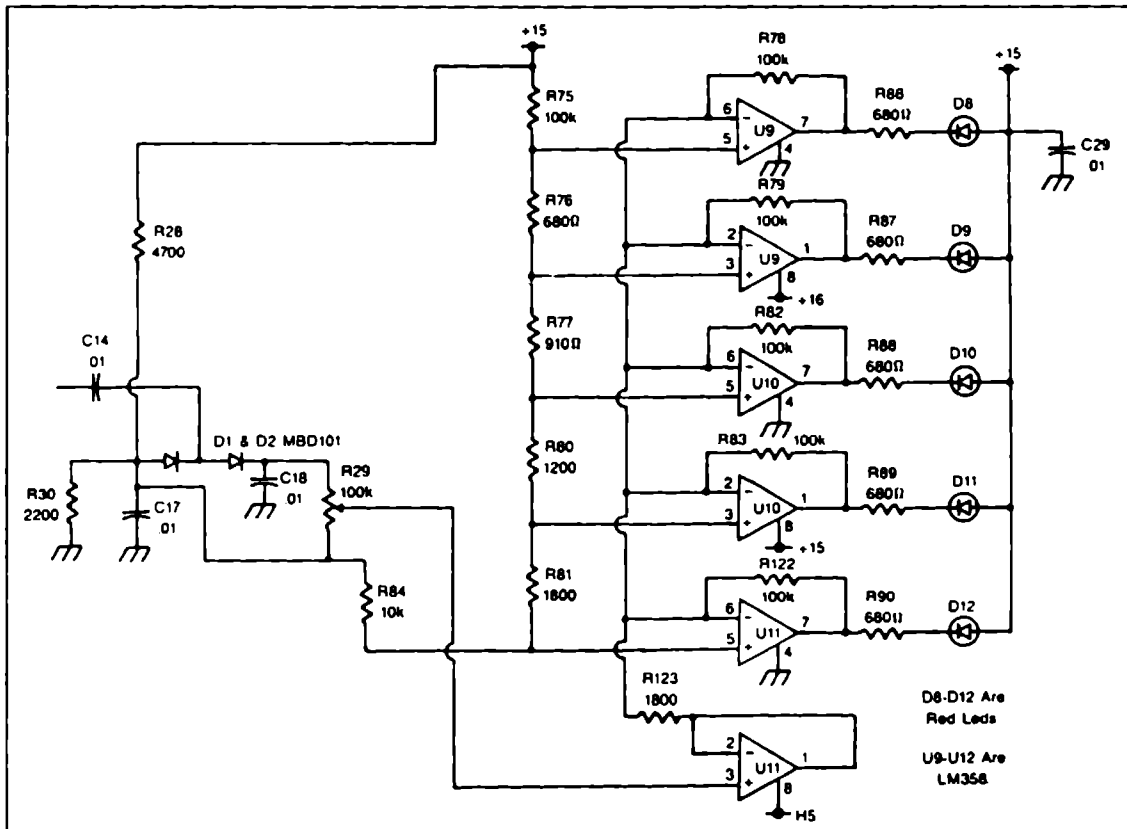 +15
R78
100k
+15
R75
100k
6
−
5
+
U9
7
4
R86
680Ω
D8
C29
.01
R28
4700
R76
680Ω
R79
100k
2
−
3
+
U9
1
8
+16
R87
680Ω
D9
C14
.01
R77
910Ω
R82
100k
6
−
5
+
U10
7
4
R88
680Ω
D10
D1 & D2 MBD101
R30
2200
C17
.01
C18
.01
R29
100k
R80
1200
R83
100k
2
−
3
+
U10
1
8
+15
R89
680Ω
D11
R84
10k
R81
1800
R122
100k
6
−
5
+
U11
7
4
R90
680Ω
D12
R123
1800
2
−
3
+
U11
1
8
H5
D8-D12 Are
Red Leds
U9-U12 Are
LM358